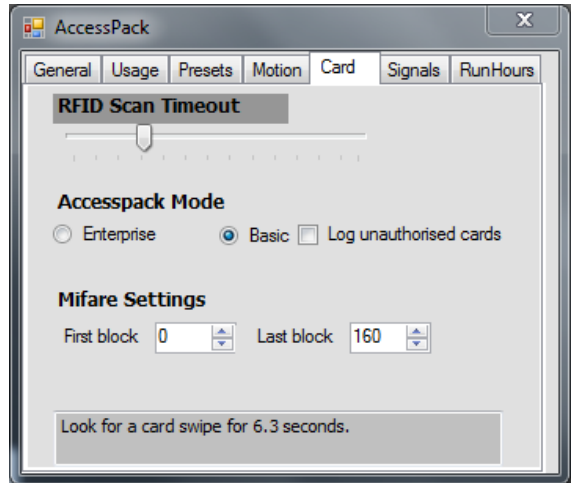 AccessPack
General Usage Presets Motion Card Signals RunHours
RFID Scan Timeout
Accesspack Mode
Enterprise Basic Log unauthorised cards
Mifare Settings
First block 0 Last block 160
Look for a card swipe for 6.3 seconds.